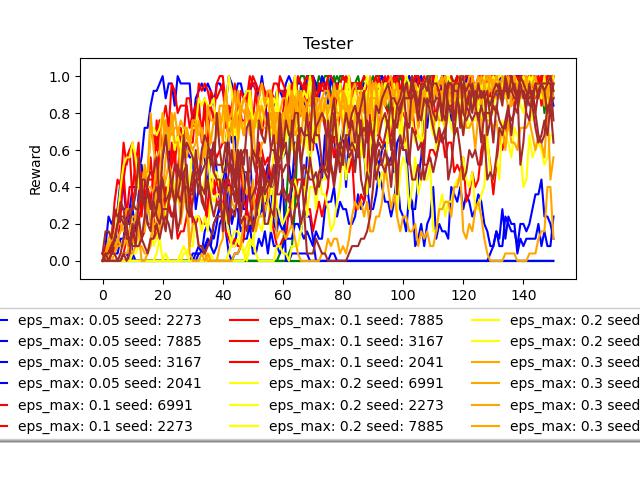 Tester
Reward
1.0
0.8
0.6
0.4
0.2
0.0
0 20 40 60 80 100 120 140
eps_max: 0.05 seed: 2273 eps_max: 0.1 seed: 7885 eps_max: 0.2 seed
eps_max: 0.05 seed: 7885 eps_max: 0.1 seed: 3167 eps_max: 0.2 seed
eps_max: 0.05 seed: 3167 eps_max: 0.1 seed: 2041 eps_max: 0.3 seed
eps_max: 0.05 seed: 2041 eps_max: 0.2 seed: 6991 eps_max: 0.3 seed
eps_max: 0.1 seed: 6991 eps_max: 0.2 seed: 2273 eps_max: 0.3 seed
eps_max: 0.1 seed: 2273 eps_max: 0.2 seed: 7885 eps_max: 0.3 seed